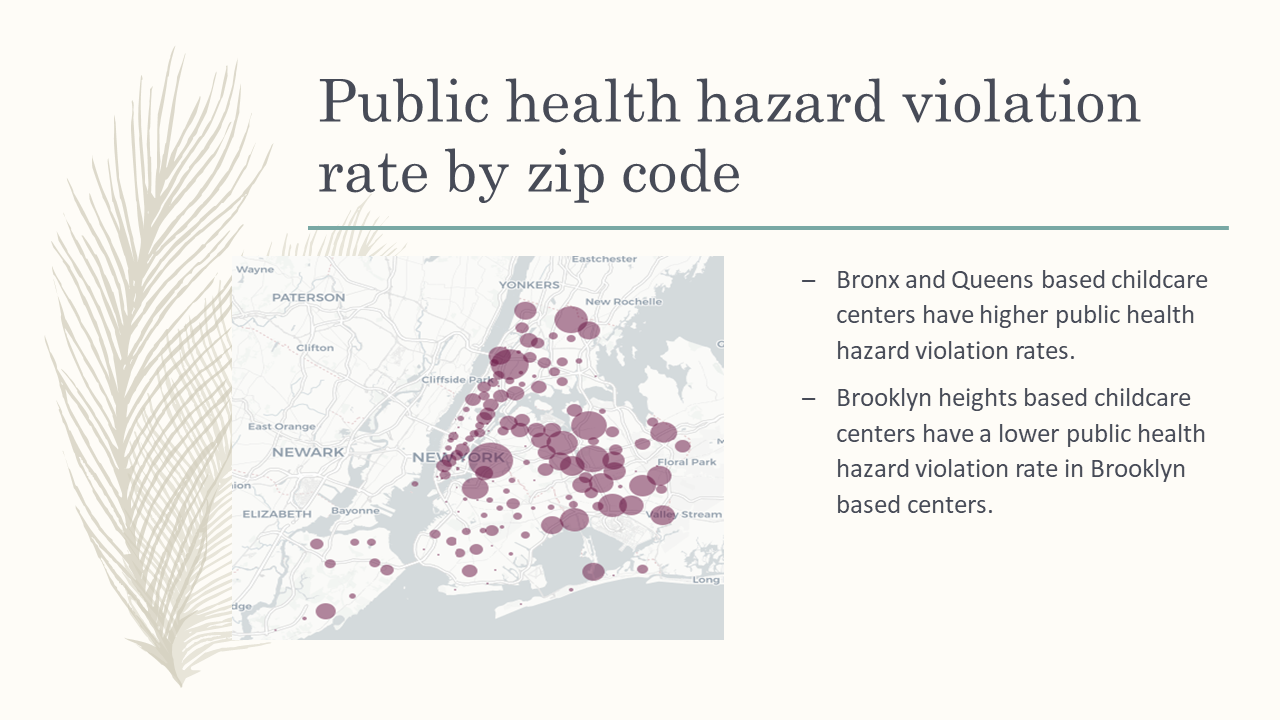 Public health hazard violation
rate by zip code
Eastchester
Wayne
YONKERS
PATERSON
New Rochelle
Clifton
Cliffside Park
East Orange
NEWARK
NEW YORK
Floral Park
ELIZABETH
Bayonne
Valley Stream
Long
– Bronx and Queens based childcare
centers have higher public health
hazard violation rates.
– Brooklyn heights based childcare
centers have a lower public health
hazard violation rate in Brooklyn
based centers.